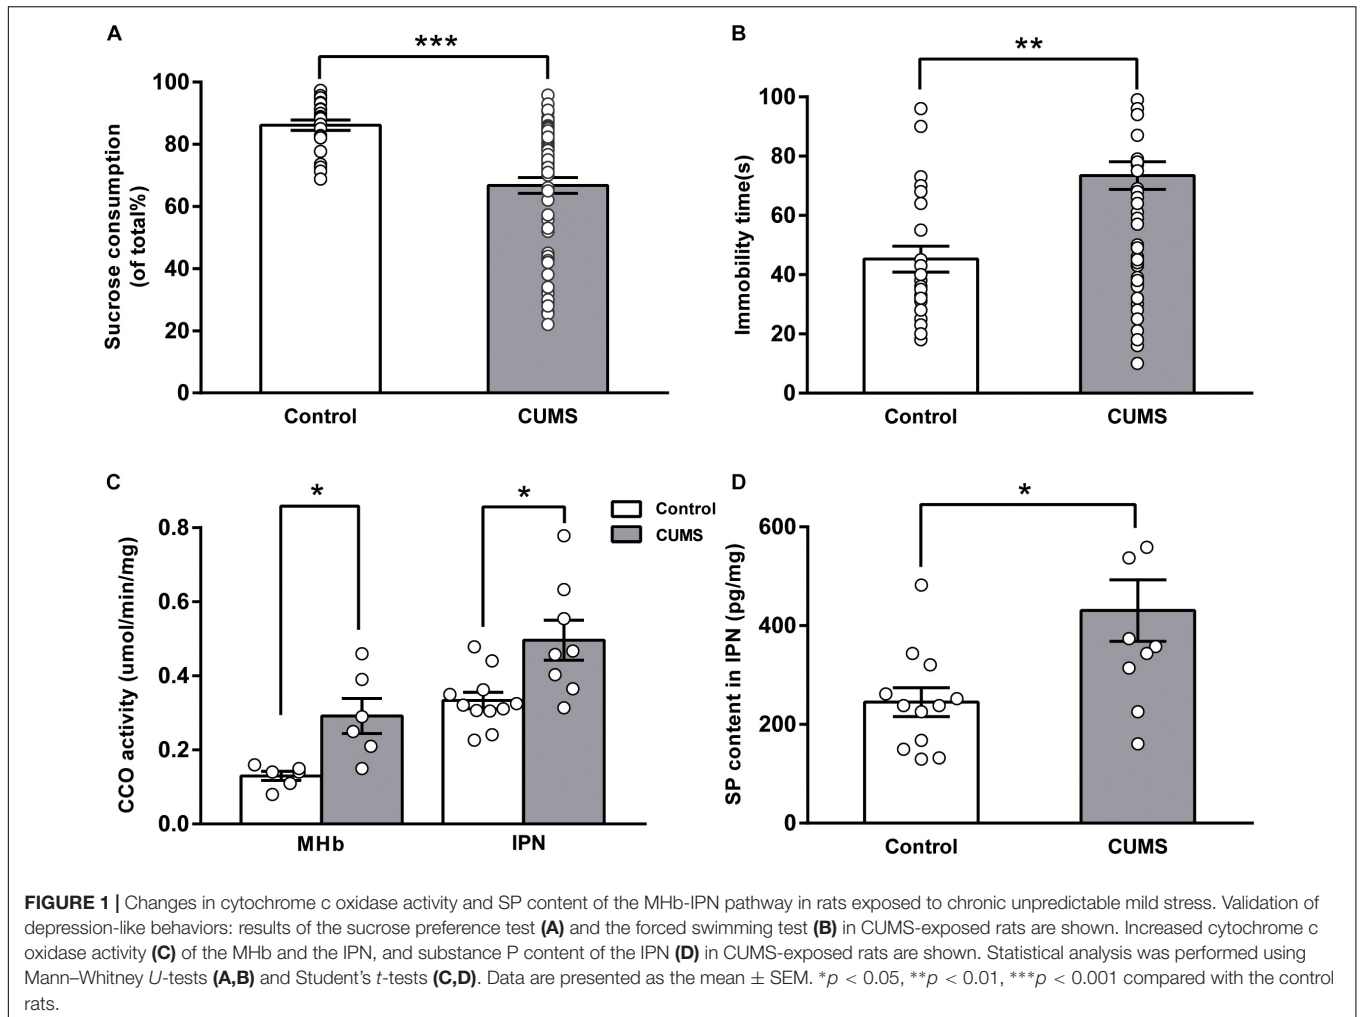 A
***
Sucrose consumption
(of total%)
100
80
60
40
20
0
Control
CUMS
B
**
Immobility time(s)
100
80
60
40
20
0
Control
CUMS
C
*
*
Control
CUMS
CCO activity (umol/min/mg)
0.8
0.6
0.4
0.2
0.0
MHb
IPN
D
*
SP content in IPN (pg/mg)
600
400
200
0
Control
CUMS
FIGURE 1 | Changes in cytochrome c oxidase activity and SP content of the MHb-IPN pathway in rats exposed to chronic unpredictable mild stress. Validation of
depression-like behaviors: results of the sucrose preference test (A) and the forced swimming test (B) in CUMS-exposed rats are shown. Increased cytochrome c
oxidase activity (C) of the MHb and the IPN, and substance P content of the IPN (D) in CUMS-exposed rats are shown. Statistical analysis was performed using
Mann–Whitney U-tests (A,B) and Student's t-tests (C,D). Data are presented as the mean ± SEM. *p < 0.05, **p < 0.01, ***p < 0.001 compared with the control
rats.